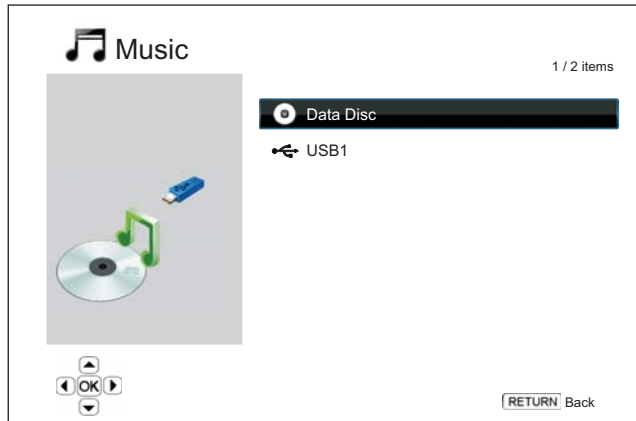 Music
1 / 2 items
Data Disc
USB1
OK
RETURN Back